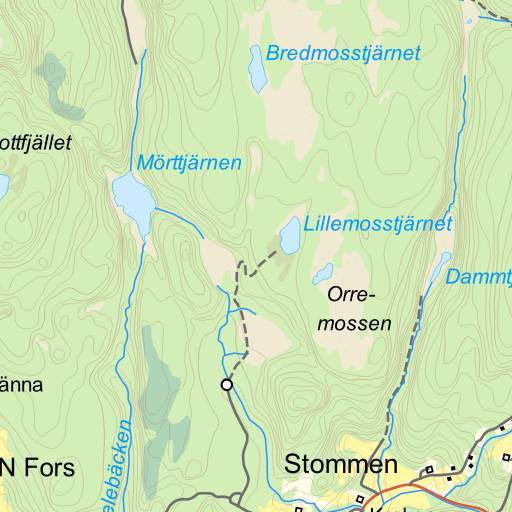 Bredmosstjärnet
ottfjället
Mörttjärnen
Lillemosstjärnet
Dammtj
Orre-
mossen
änna
elebäcken
N Fors
Stommen